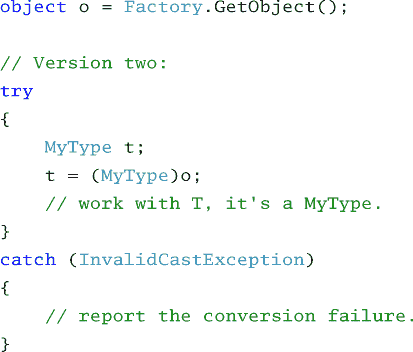 object o = Factory.GetObject();
// Version two:
try
{
MyType t;
t = (MyType)o;
// work with T, it's a MyType.
}
catch (InvalidCastException)
{
// report the conversion failure.
}